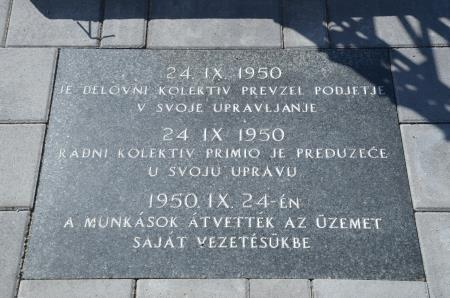 24. IX. 1950
JE DELOVNI KOLEKTIV PREVZEL PODJETJE
V SVOJE UPRAVLJANJE
24 IX 1950
RADNI KOLEKTIV PRIMIO JE PREDUZEĆE
U SVOJU UPRAVU
1950. IX. 24-ÉN
A MUNKÁSOK ÁTVETTÉK AZ ÜZEMET
SAJÁT VEZETÉSÜKBE